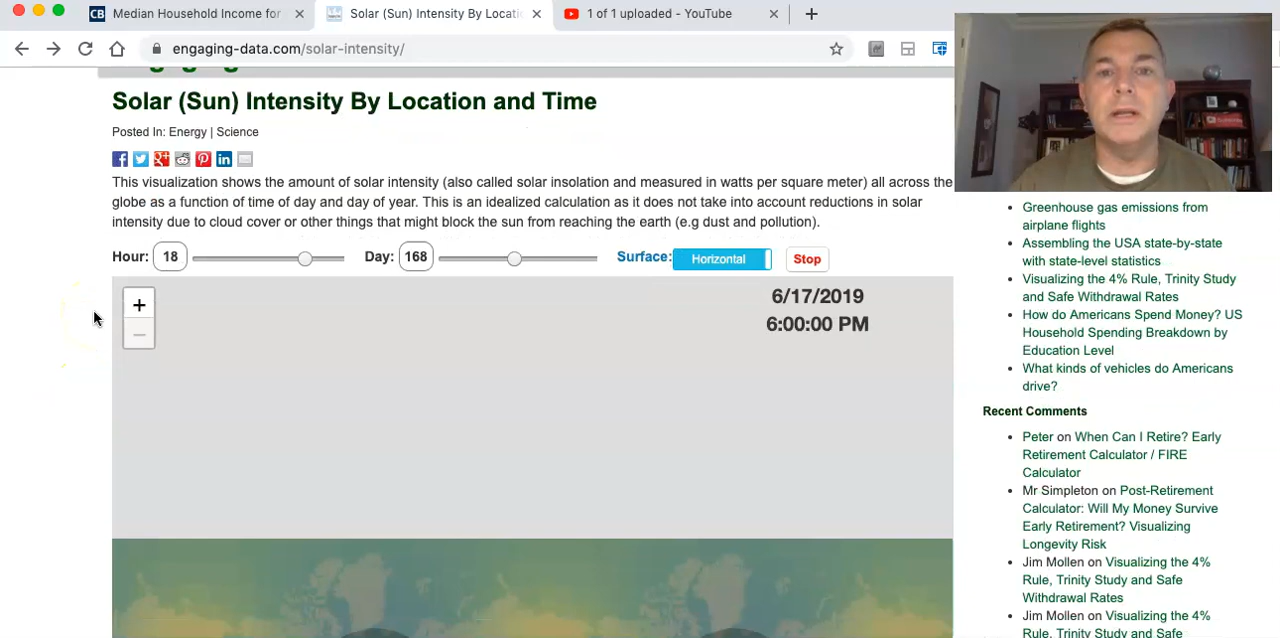 CB Median Household Income for
Solar (Sun) Intensity By Locati
1 of 1 uploaded - YouTube
engaging-data.com/solar-intensity/
Solar (Sun) Intensity By Location and Time
Posted In: Energy | Science
This visualization shows the amount of solar intensity (also called solar insolation and measured in watts per square meter) all across the
globe as a function of time of day and day of year. This is an idealized calculation as it does not take into account reductions in solar
intensity due to cloud cover or other things that might block the sun from reaching the earth (e.g dust and pollution).
Hour: 18 Day: 168 Surface: Horizontal Stop
+
−
6/17/2019
6:00:00 PM
Greenhouse gas emissions from
airplane flights
Assembling the USA state-by-state
with state-level statistics
Visualizing the 4% Rule, Trinity Study
and Safe Withdrawal Rates
How do Americans Spend Money? US
Household Spending Breakdown by
Education Level
What kinds of vehicles do Americans
drive?
Recent Comments
Peter on When Can I Retire? Early
Retirement Calculator / FIRE
Calculator
Mr Simpleton on Post-Retirement
Calculator: Will My Money Survive
Early Retirement? Visualizing
Longevity Risk
Jim Mollen on Visualizing the 4%
Rule, Trinity Study and Safe
Withdrawal Rates
Jim Mollen on Visualizing the 4%
Rule, Trinity Study and Safe